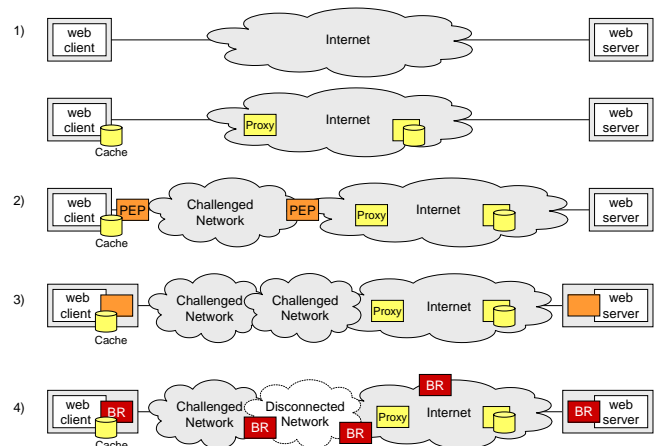 1)
web
client
Internet
web
server
web
client
Cache
Proxy
Internet
web
server
2)
web
client
Cache
PEP
Challenged
Network
PEP
Proxy
Internet
web
server
3)
web
client
Cache
Challenged
Network
Challenged
Network
Proxy
Internet
web
server
4)
web
client
BR
Cache
Challenged
Network
BR
Disconnected
Network
BR
Proxy
BR
Internet
BR
web
server